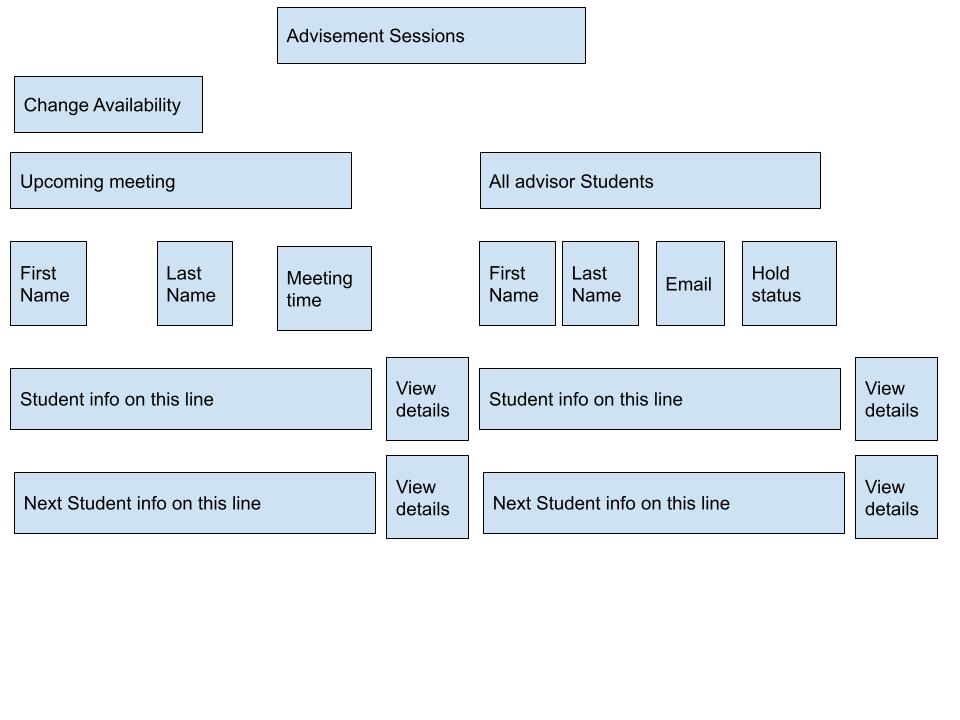 Advisement Sessions
Change Availability
Upcoming meeting
All advisor Students
First
Name
Last
Name
Meeting
time
First
Name
Last
Name
Email
Hold
status
Student info on this line
View
details
Student info on this line
View
details
Next Student info on this line
View
details
Next Student info on this line
View
details